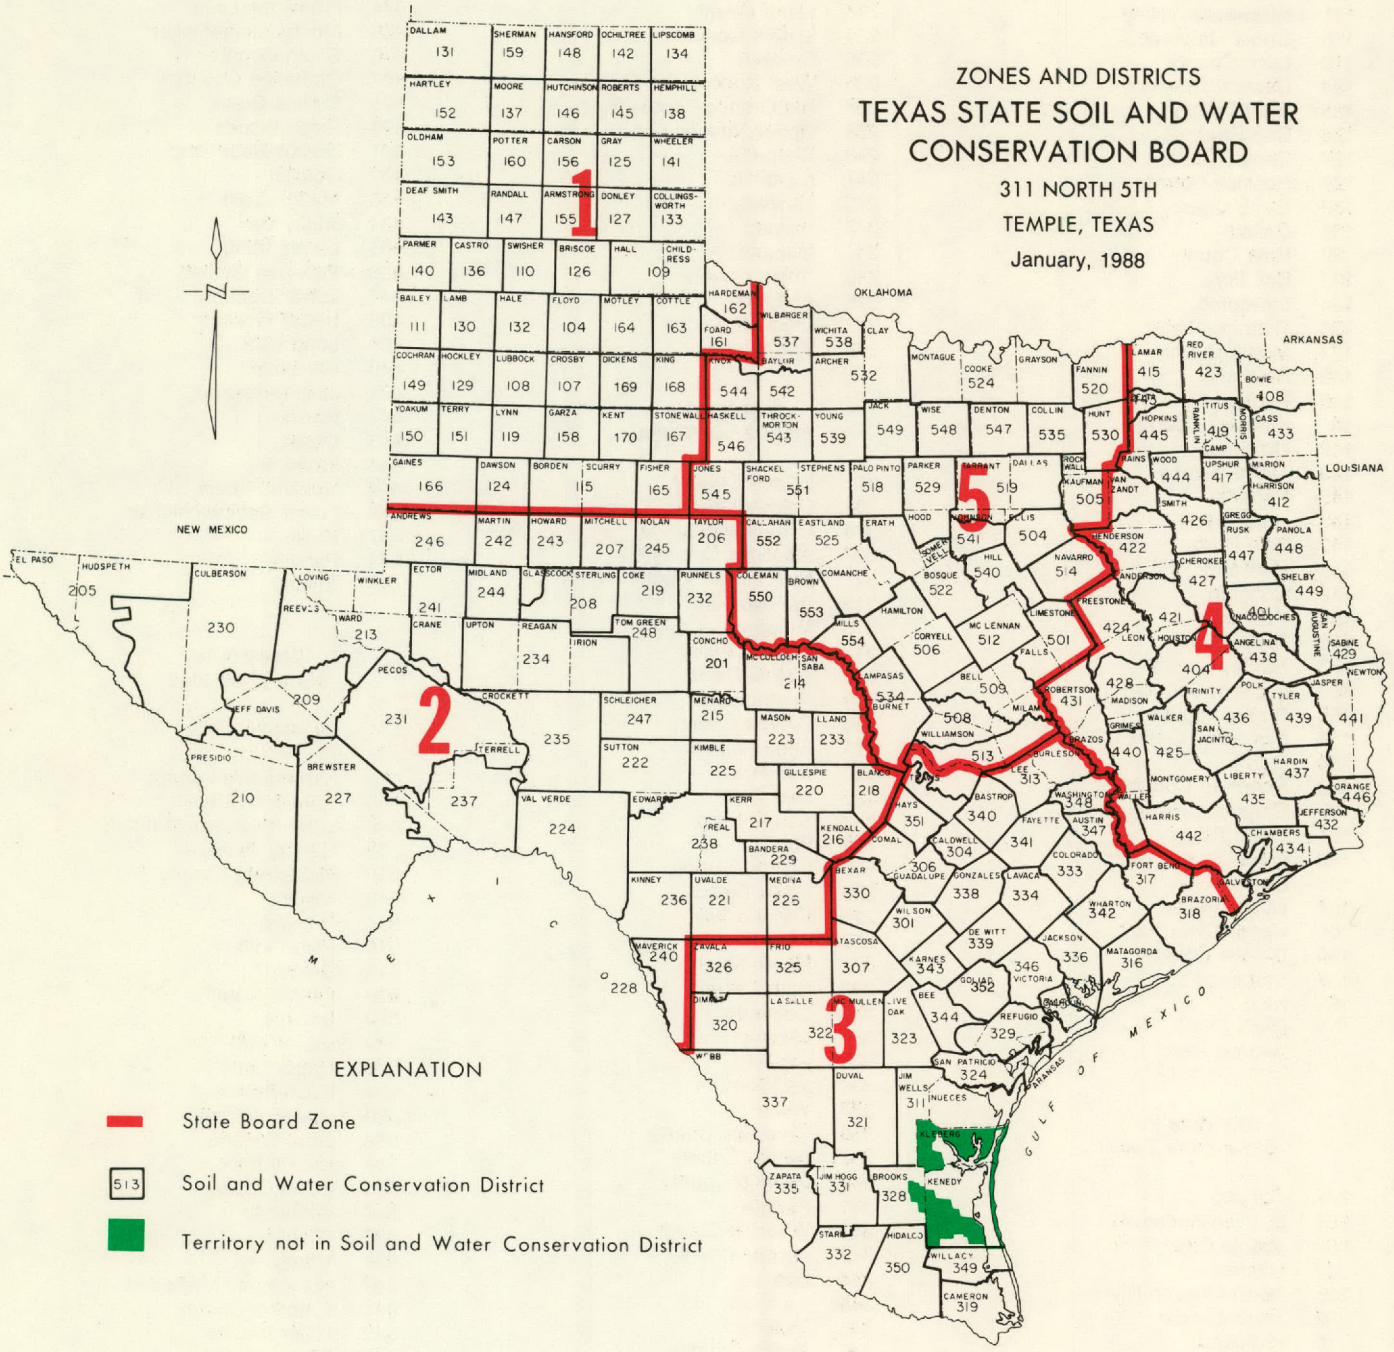 ZONES AND DISTRICTS
TEXAS STATE SOIL AND WATER
CONSERVATION BOARD
311 NORTH 5TH
TEMPLE, TEXAS
January, 1988
DALLAM SHERMAN HANSFORD OCHILTREE LIPSCOMB
131 159 148 142 134
HARTLEY MOORE HUTCHINSON ROBERTS HEMPHILL
152 137 146 145 138
OLDHAM POTTER CARSON GRAY WHEELER
153 160 156 125 141
1
DEAF SMITH RANDALL ARMSTRONG DONLEY COLLINGS-
WORTH
143 147 155 127 133
PARMER CASTRO SWISHER BRISCOE HALL CHILD-
RESS
140 136 110 126 109
N
OKLAHOMA
BAILEY LAMB HALE FLOYD MOTLEY COTTLE HARDEMAN
162
WILBARGER
111 130 132 104 164 163 FOARD
161 537 WICHITA
538 CLAY
ARKANSAS
COCHRAN HOCKLEY LUBBOCK CROSBY DICKENS KING KNOX BAYLOR ARCHER
149 129 108 107 169 168 544 542 532
MONTAGUE COOKE
524 GRAYSON FANNIN
520 LAMAR
415 RED
RIVER
423 BOWIE
408
YOAKUM TERRY LYNN GARZA KENT STONEWALL HASKELL THROCK-
MORTON YOUNG JACK WISE DENTON COLLIN HUNT
150 151 119 158 170 167 546 543 539 549 548 547 535 530
DELTA HOPKINS
445 FRANKLIN TITUS
419 CAMP MORRIS CASS
433
GAINES DAWSON BORDEN SCURRY FISHER JONES SHACKEL
FORD STEPHENS PALO PINTO PARKER TARRANT DALLAS ROCK
WALL
166 124 115 165 545 551 518 529 519
5
KAUFMAN
505 RAINS VAN
ZANDT WOOD
444 UPSHUR
417 MARION HARRISON
412
LOUISIANA
SMITH
426 GREGG RUSK
447 PANOLA
448
NEW MEXICO
ANDREWS MARTIN HOWARD MITCHELL NOLAN TAYLOR CALLAHAN EASTLAND ERATH HOOD JOHNSON ELLIS
246 242 243 207 245 206 552 525 541 504
SOMER
VELL
HENDERSON
422 CHEROKEE
427 SHELBY
449
EL PASO HUDSPETH
205
CULBERSON
230
LOVING WINKLER
REEVES
WARD
213
ECTOR
241
MIDLAND
244
GLASSCOCK STERLING
208
COKE
219
RUNNELS
232
COLEMAN
550
BROWN
553
COMANCHE
HAMILTON
BOSQUE
522
HILL
540
NAVARRO
514
ANDERSON
421
FREESTONE
424
401
NACOGDOCHES
SAN
AUGUSTINE
SABINE
429
CRANE UPTON REAGAN
234
IRION
TOM GREEN
248
CONCHO
201
MC CULLOCH SAN
SABA
214
MILLS
554
CORYELL
506
MC LENNAN
512
LIMESTONE
501
FALLS
LEON
HOUSTON
404
4
ANGELINA
438
TRINITY
POLK
436
TYLER
439
JASPER
NEWTON
441
JEFF DAVIS
209
PECOS
231
2
CROCKETT
235
SCHLEICHER
247
MENARD
215
MASON
223
LLANO
233
LAMPASAS
534
BURNET
BELL
509
508
MILAM
ROBERTSON
431
428
MADISON
GRIMES
440
WALKER
425
SAN
JACINTO
PRESIDIO
210
BREWSTER
227
TERRELL
237
SUTTON
222
KIMBLE
225
GILLESPIE
220
BLANCO
218
WILLIAMSON
513
TRAVIS
LEE
313
BURLESON
BRAZOS
MONTGOMERY
LIBERTY
435
HARDIN
437
ORANGE
446
VAL VERDE
224
EDWARDS
REAL
238
KERR
217
KENDALL
216
BANDERA
229
HAYS
351
BASTROP
340
WASHINGTON
348
WALLER
AUSTIN
347
HARRIS
442
JEFFERSON
432
CHAMBERS
434
COMAL
306
CALDWELL
304
FAYETTE
341
COLORADO
333
FORT BEND
317
GALVESTON
KINNEY
236
UVALDE
221
MEDINA
226
BEXAR
330
GUADALUPE
GONZALES
338
LAVACA
334
WHARTON
342
BRAZORIA
318
WILSON
301
MAVERICK
240
228
ZAVALA
326
FRIO
325
ATASCOSA
307
KARNES
343
DE WITT
339
JACKSON
336
MATAGORDA
316
DIMMIT
320
LA SALLE
MC MULLEN
322
3
LIVE
OAK
323
BEE
344
GOLIAD
352
346
VICTORIA
REFUGIO
329
SAN PATRICIO
324
ARANSAS
MEXICO
GULF OF MEXICO
WEBB
337
DUVAL
321
JIM
WELLS
311
NUECES
KLEBERG
ZAPATA
335
JIM HOGG
331
BROOKS
328
KENEDY
STARR
332
HIDALGO
350
WILLACY
349
CAMERON
319
EXPLANATION
State Board Zone
513 Soil and Water Conservation District
Territory not in Soil and Water Conservation District